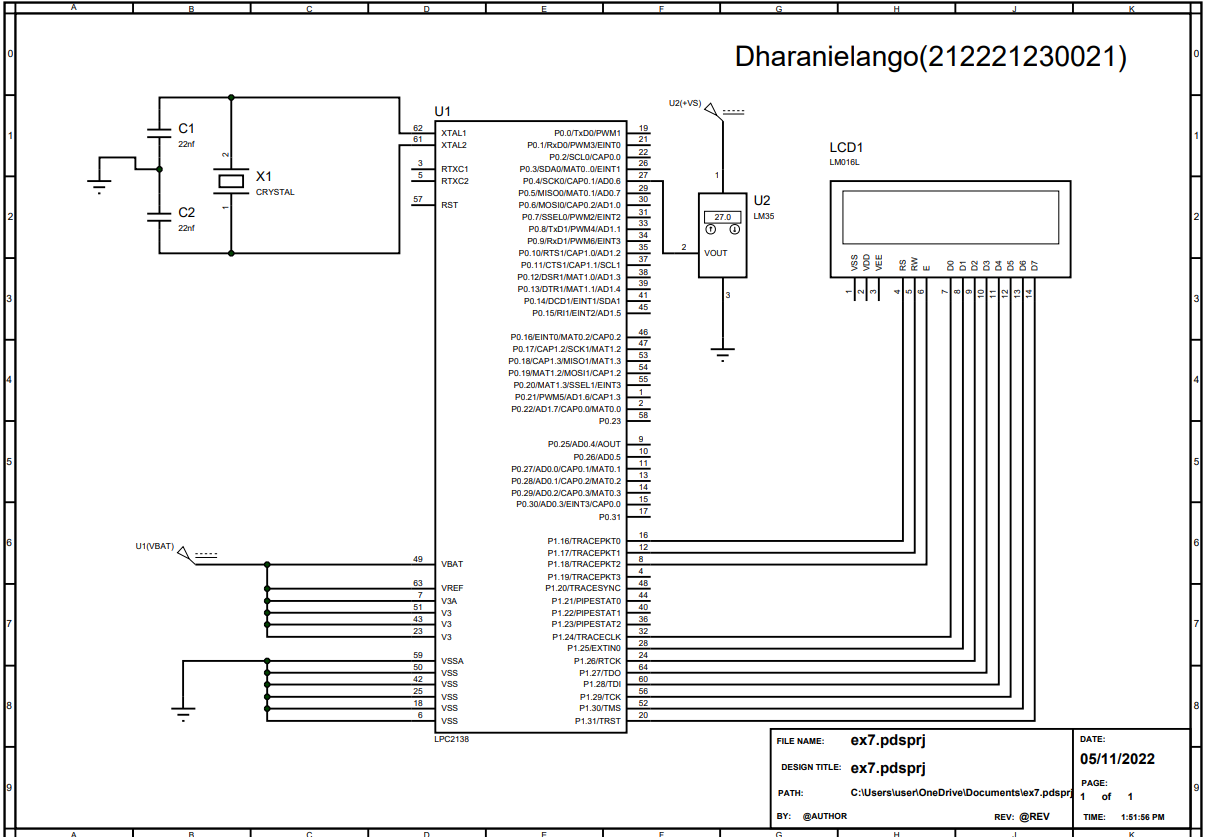 A B C D E F G H J K
0 0
Dharanielango(212221230021)
U1
62 XTAL1
61 XTAL2
3 RTXC1
5 RTXC2
57 RST
C1
22nf
C2
22nf
2
X1
CRYSTAL
1
P0.0/TxD0/PWM1 19
P0.1/RxD0/PWM3/EINT0 21
P0.2/SCL0/CAP0.0 22
P0.3/SDA0/MAT0..0/EINT1 26
P0.4/SCK0/CAP0.1/AD0.6 27
P0.5/MISO0/MAT0.1/AD0.7 29
P0.6/MOSI0/CAP0.2/AD1.0 30
P0.7/SSEL0/PWM2/EINT2 31
P0.8/TxD1/PWM4/AD1.1 33
P0.9/RxD1/PWM6/EINT3 34
P0.10/RTS1/CAP1.0/AD1.2 35
P0.11/CTS1/CAP1.1/SCL1 37
P0.12/DSR1/MAT1.0/AD1.3 38
P0.13/DTR1/MAT1.1/AD1.4 39
P0.14/DCD1/EINT1/SDA1 41
P0.15/RI1/EINT2/AD1.5 45
P0.16/EINT0/MAT0.2/CAP0.2 46
P0.17/CAP1.2/SCK1/MAT1.2 47
P0.18/CAP1.3/MISO1/MAT1.3 53
P0.19/MAT1.2/MOSI1/CAP1.2 54
P0.20/MAT1.3/SSEL1/EINT3 55
P0.21/PWM5/AD1.6/CAP1.3 1
P0.22/AD1.7/CAP0.0/MAT0.0 2
P0.23 58
P0.25/AD0.4/AOUT 9
P0.26/AD0.5 10
P0.27/AD0.0/CAP0.1/MAT0.1 11
P0.28/AD0.1/CAP0.2/MAT0.2 13
P0.29/AD0.2/CAP0.3/MAT0.3 14
P0.30/AD0.3/EINT3/CAP0.0 15
P0.31 17
P1.16/TRACEPKT0 16
P1.17/TRACEPKT1 12
P1.18/TRACEPKT2 8
P1.19/TRACEPKT3 4
P1.20/TRACESYNC 48
P1.21/PIPESTAT0 44
P1.22/PIPESTAT1 40
P1.23/PIPESTAT2 36
P1.24/TRACECLK 32
P1.25/EXTIN0 28
P1.26/RTCK 24
P1.27/TDO 64
P1.28/TDI 60
P1.29/TCK 56
P1.30/TMS 52
P1.31/TRST 20
U1(VBAT)
49 VBAT
63 VREF
7 V3A
51 V3
43 V3
23 V3
59 VSSA
50 VSS
42 VSS
25 VSS
18 VSS
6 VSS
LPC2138
U2(+VS)
1
U2
LM35
27.0
2 VOUT
3
LCD1
LM016L
VSS VDD VEE RS RW E D0 D1 D2 D3 D4 D5 D6 D7
1 2 3 4 5 6 7 8 9 10 11 12 13 14
1 1
2 2
3 3
4 4
5 5
6 6
7 7
8 8
9 9
FILE NAME: ex7.pdsprj
DESIGN TITLE: ex7.pdsprj
PATH: C:\Users\user\OneDrive\Documents\ex7.pdsprj
BY: @AUTHOR REV: @REV
DATE:
05/11/2022
PAGE:
1 of 1
TIME: 1:51:56 PM
A B C D E F G H J K